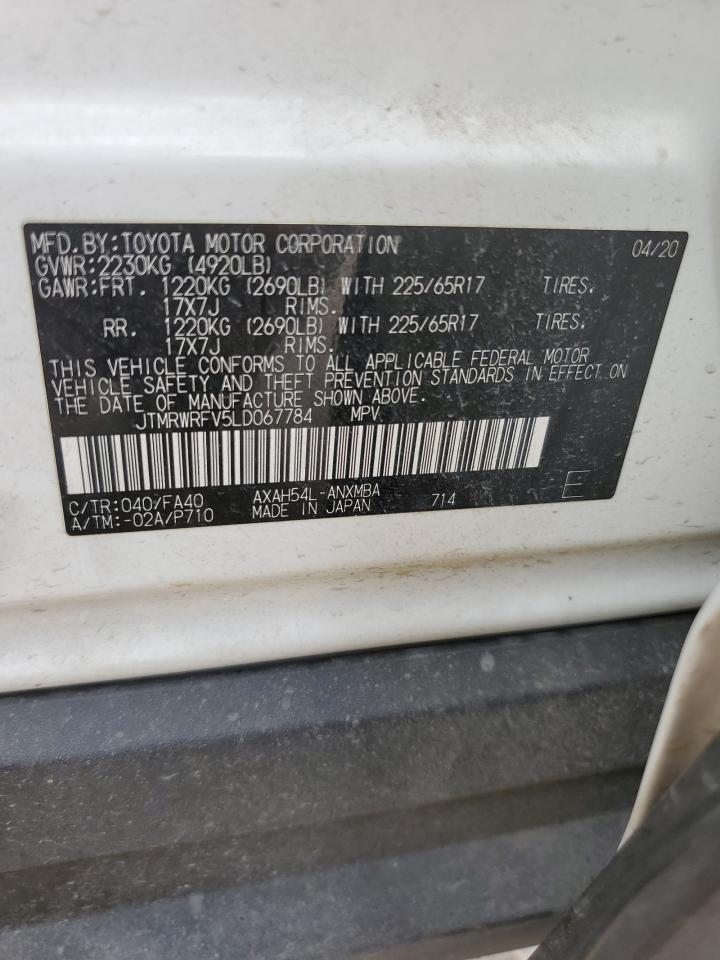 MFD.BY:TOYOTA MOTOR CORPORATION 04/20
GVWR:2230KG (4920LB)
GAWR:FRT. 1220KG (2690LB) WITH 225/65R17 TIRES.
17X7J RIMS.
RR. 1220KG (2690LB) WITH 225/65R17 TIRES.
17X7J RIMS.
THIS VEHICLE CONFORMS TO ALL APPLICABLE FEDERAL MOTOR
VEHICLE SAFETY AND THEFT PREVENTION STANDARDS IN EFFECT ON
THE DATE OF MANUFACTURE SHOWN ABOVE.
JTMRWRFV5LD067784 MPV
C/TR:040/FA40 AXAH54L-ANXMBA 714 E
A/TM:-02A/P710 MADE IN JAPAN